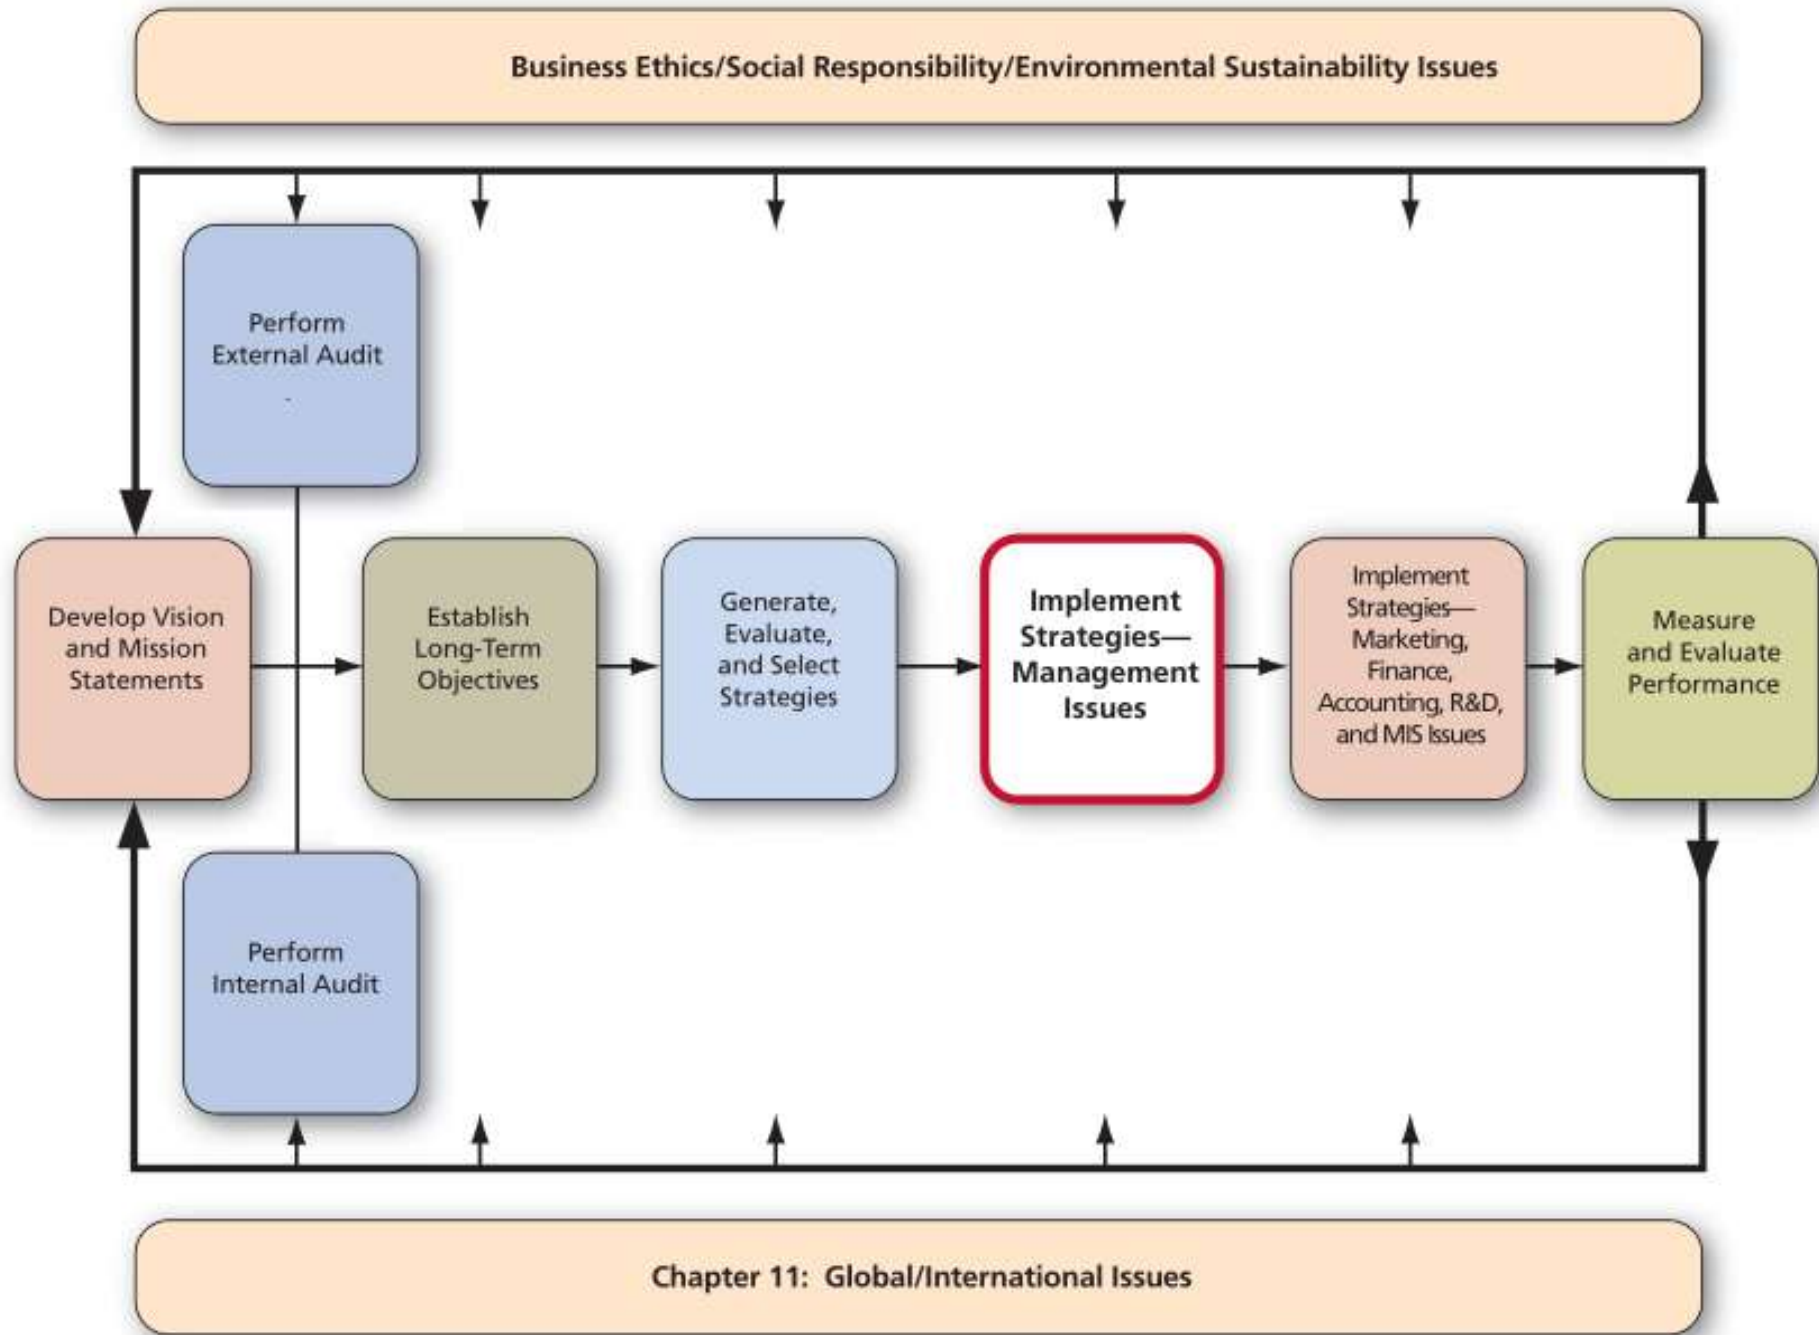 Business Ethics/Social Responsibility/Environmental Sustainability Issues
Perform
External Audit
Develop Vision
and Mission
Statements
Establish
Long-Term
Objectives
Generate,
Evaluate,
and Select
Strategies
Implement
Strategies—
Management
Issues
Implement
Strategies—
Marketing,
Finance,
Accounting, R&D,
and MIS Issues
Measure
and Evaluate
Performance
Perform
Internal Audit
Chapter 11: Global/International Issues